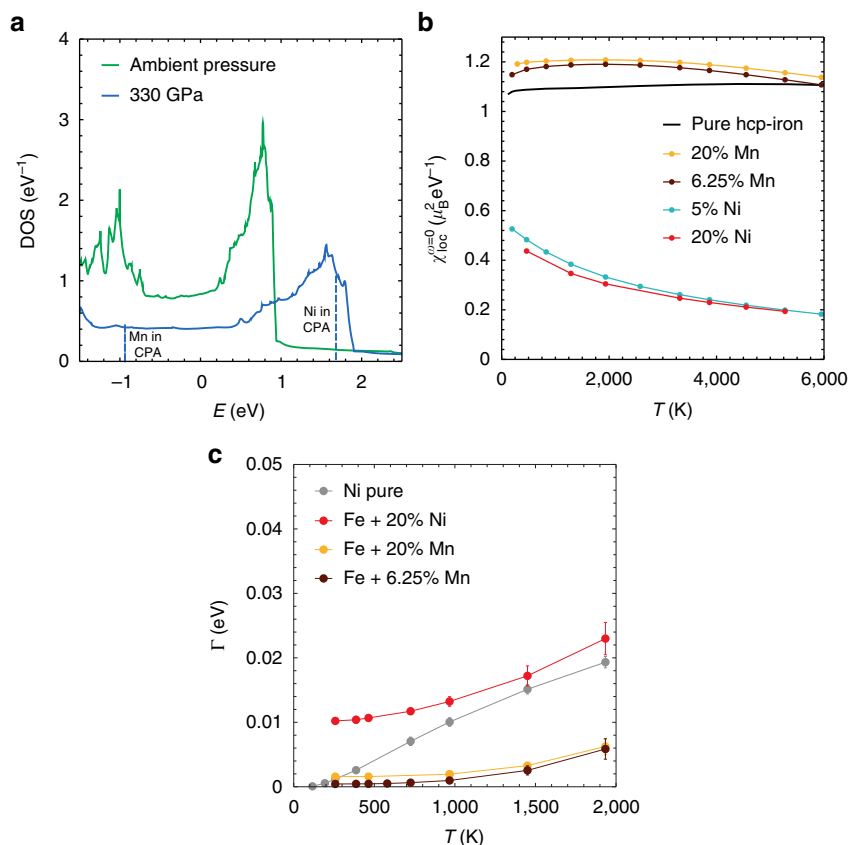 a
4
3
2
1
0
DOS (eV⁻¹)
Ambient pressure
330 GPa
Mn in
CPA
Ni in
CPA
–1
0
1
2
E (eV)
b
1.2
1
0.8
0.6
0.4
0.2
0
χ_loc^{ω=0} (μ_B² eV⁻¹)
Pure hcp-iron
20% Mn
6.25% Mn
5% Ni
20% Ni
0
2,000
4,000
6,000
T (K)
c
0.05
0.04
0.03
0.02
0.01
0
Γ (eV)
Ni pure
Fe + 20% Ni
Fe + 20% Mn
Fe + 6.25% Mn
0
500
1,000
1,500
2,000
T (K)